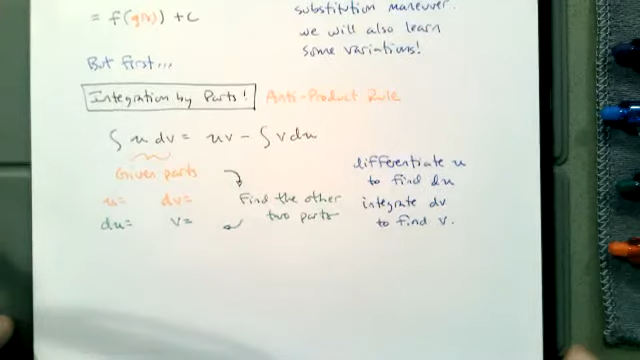 = f(g(x)) + C
substitution maneuver.
we will also learn
some variations!
But first...
Integration by Parts! Anti-Product Rule
∫ u dv = uv - ∫ v du
Given parts
u= dv=
du= v=
Find the other
two parts
differentiate u
to find du
integrate dv
to find v.